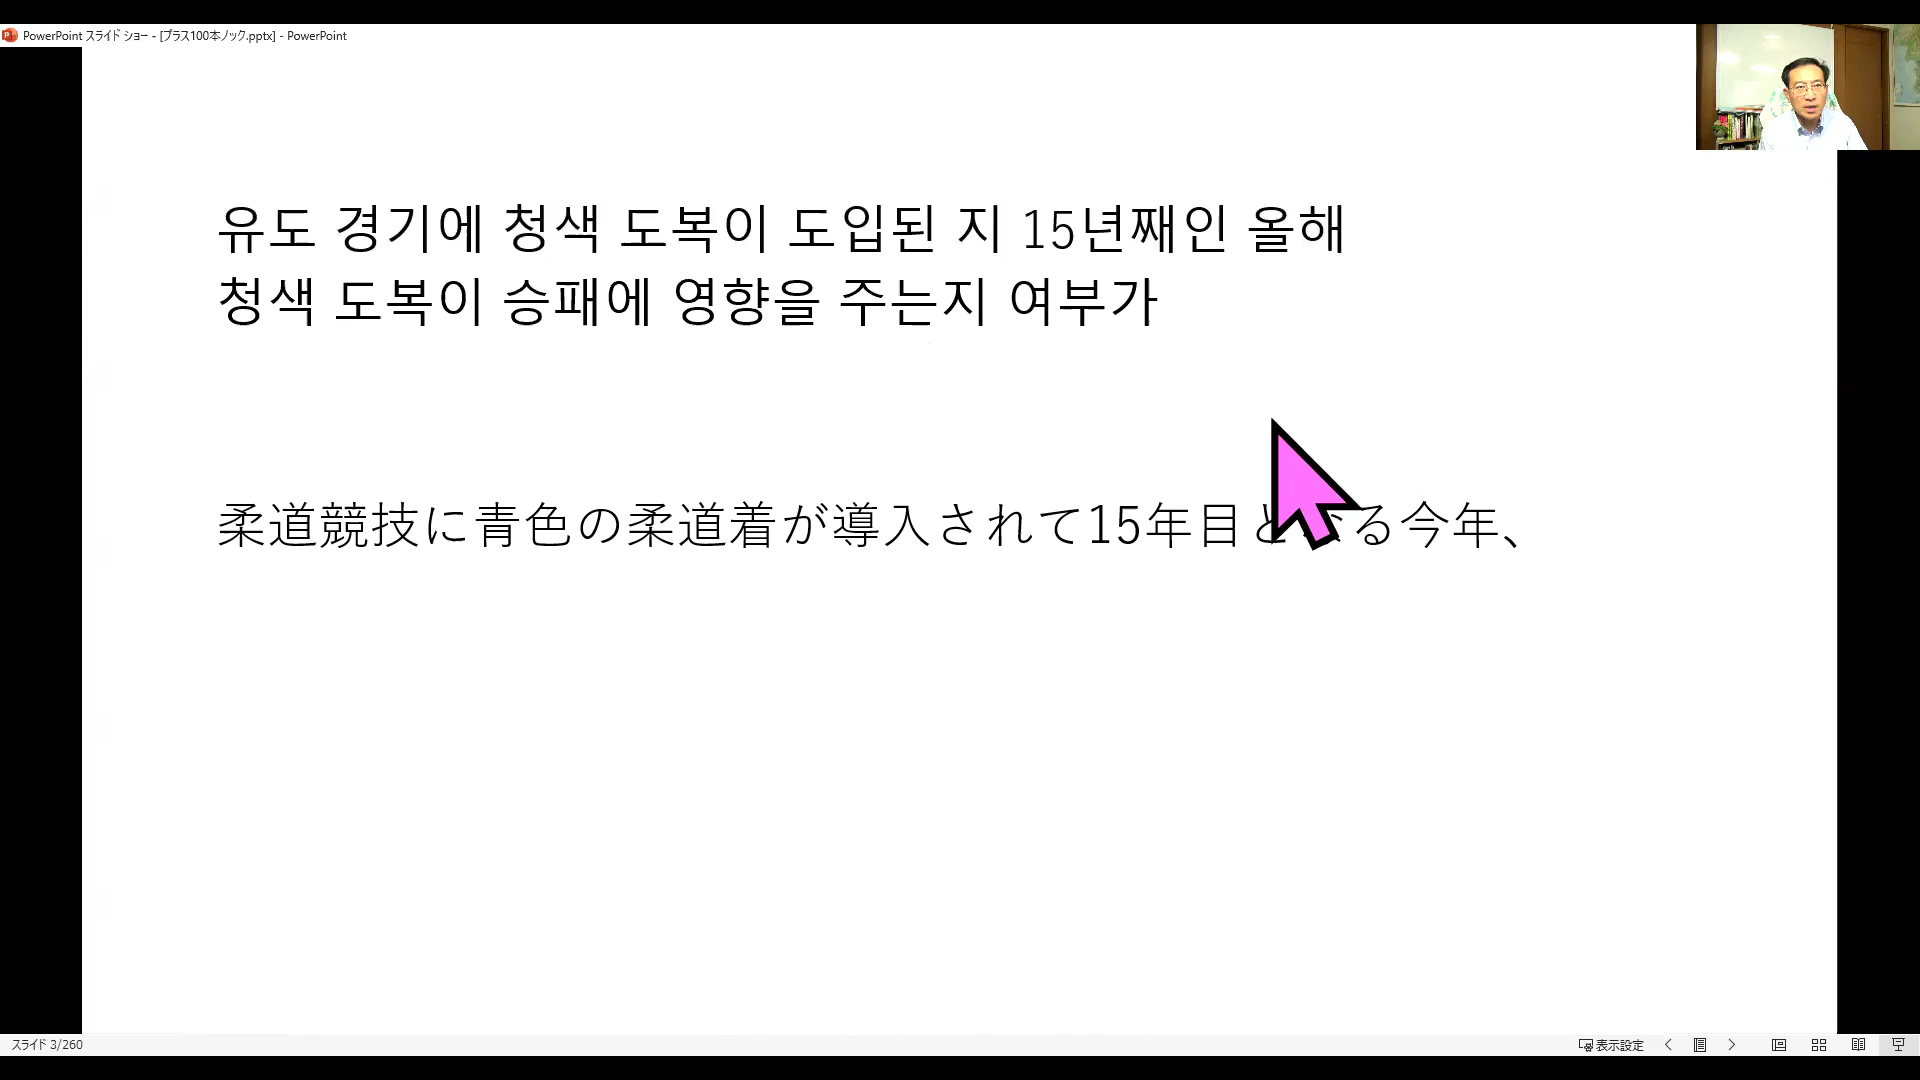 PowerPoint スライド ショー - [プラス100本ノック.pptx] - PowerPoint
유도 경기에 청색 도복이 도입된 지 15년째인 올해
청색 도복이 승패에 영향을 주는지 여부가
柔道競技に青色の柔道着が導入されて15年目となる今年、
スライド 3/260
表示設定